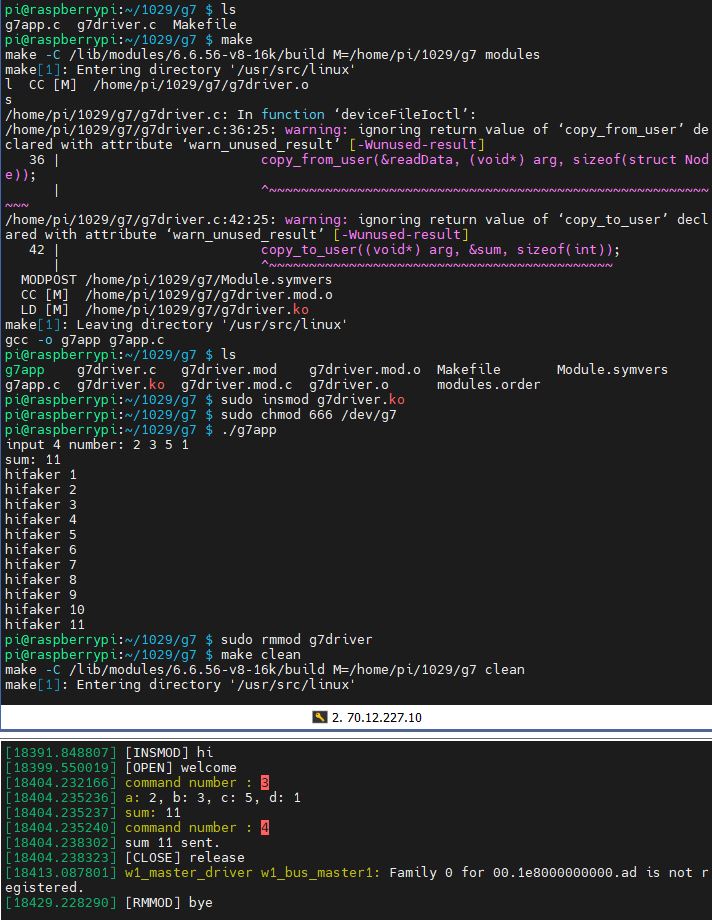 pi@raspberrypi:~/1029/g7 $ ls
g7app.c  g7driver.c  Makefile
pi@raspberrypi:~/1029/g7 $ make
make -C /lib/modules/6.6.56-v8-16k/build M=/home/pi/1029/g7 modules
make[1]: Entering directory '/usr/src/linux'
l  CC [M]  /home/pi/1029/g7/g7driver.o
s
/home/pi/1029/g7/g7driver.c: In function ‘deviceFileIoctl’:
/home/pi/1029/g7/g7driver.c:36:25: warning: ignoring return value of ‘copy_from_user’ de
clared with attribute ‘warn_unused_result’ [-Wunused-result]
   36 |                         copy_from_user(&readData, (void*) arg, sizeof(struct Nod
e));
      |                         ^~~~~~~~~~~~~~~~~~~~~~~~~~~~~~~~~~~~~~~~~~~~~~~~~~~~~~~~
~~~
/home/pi/1029/g7/g7driver.c:42:25: warning: ignoring return value of ‘copy_to_user’ decl
ared with attribute ‘warn_unused_result’ [-Wunused-result]
   42 |                         copy_to_user((void*) arg, &sum, sizeof(int));
      |                         ^~~~~~~~~~~~~~~~~~~~~~~~~~~~~~~~~~~~~~~~~~~~
  MODPOST /home/pi/1029/g7/Module.symvers
  CC [M]  /home/pi/1029/g7/g7driver.mod.o
  LD [M]  /home/pi/1029/g7/g7driver.ko
make[1]: Leaving directory '/usr/src/linux'
gcc -o g7app g7app.c
pi@raspberrypi:~/1029/g7 $ ls
g7app    g7driver.c   g7driver.mod    g7driver.mod.o  Makefile       Module.symvers
g7app.c  g7driver.ko  g7driver.mod.c  g7driver.o      modules.order
pi@raspberrypi:~/1029/g7 $ sudo insmod g7driver.ko
pi@raspberrypi:~/1029/g7 $ sudo chmod 666 /dev/g7
pi@raspberrypi:~/1029/g7 $ ./g7app
input 4 number: 2 3 5 1
sum: 11
hifaker 1
hifaker 2
hifaker 3
hifaker 4
hifaker 5
hifaker 6
hifaker 7
hifaker 8
hifaker 9
hifaker 10
hifaker 11
pi@raspberrypi:~/1029/g7 $ sudo rmmod g7driver
pi@raspberrypi:~/1029/g7 $ make clean
make -C /lib/modules/6.6.56-v8-16k/build M=/home/pi/1029/g7 clean
make[1]: Entering directory '/usr/src/linux'
2. 70.12.227.10
[18391.848807] [INSMOD] hi
[18399.550019] [OPEN] welcome
[18404.232166] command number : 3
[18404.235236] a: 2, b: 3, c: 5, d: 1
[18404.235237] sum: 11
[18404.235240] command number : 4
[18404.238302] sum 11 sent.
[18404.238323] [CLOSE] release
[18413.087801] w1_master_driver w1_bus_master1: Family 0 for 00.1e8000000000.ad is not r
egistered.
[18429.228290] [RMMOD] bye